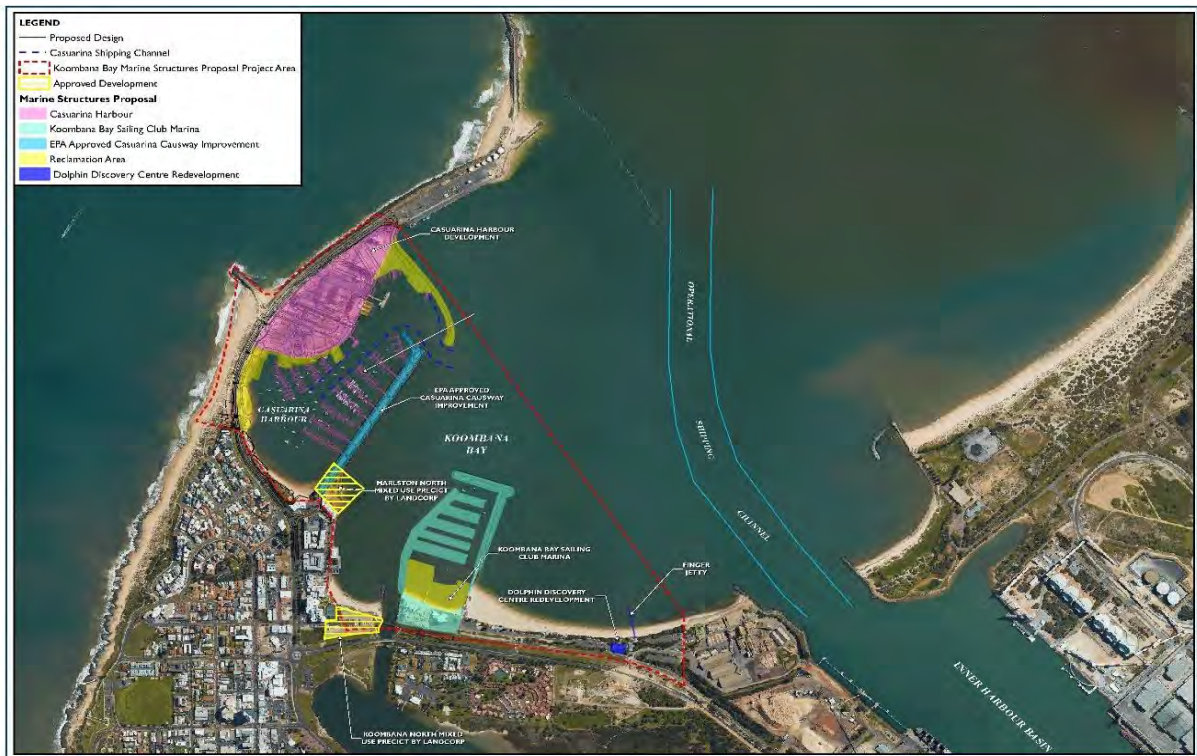 LEGEND
Proposed Design
Casuarina Shipping Channel
Koombana Bay Marine Structures Proposal Project Area
Approved Development
Marine Structures Proposal
Casuarina Harbour
Koombana Bay Sailing Club Marina
EPA Approved Casuarina Causway Improvement
Reclamation Area
Dolphin Discovery Centre Redevelopment
CASUARINA HARBOUR
DEVELOPMENT
OPERATIONAL
SHIPPING
CHANNEL
EPA APPROVED
CASUARINA CAUSWAY
IMPROVEMENT
CASUARINA
HARBOUR
KOOMBANA
BAY
MARLSTON NORTH
MIXED USE PRECICT
BY LANDCORP
KOOMBANA BAY SAILING
CLUB MARINA
FINGER
JETTY
DOLPHIN DISCOVERY
CENTRE REDEVELOPMENT
INNER HARBOUR BASIN
KOOMBANA NORTH MIXED
USE PRECICT BY LANDCORP